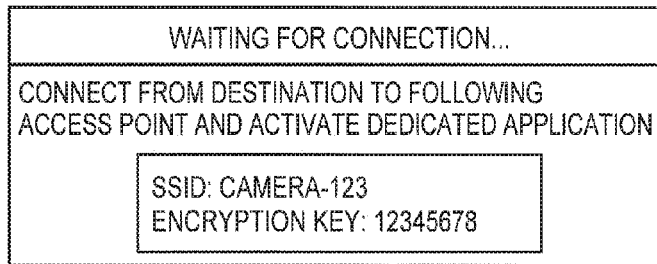 WAITING FOR CONNECTION...
CONNECT FROM DESTINATION TO FOLLOWING
ACCESS POINT AND ACTIVATE DEDICATED APPLICATION
SSID: CAMERA-123
ENCRYPTION KEY: 12345678